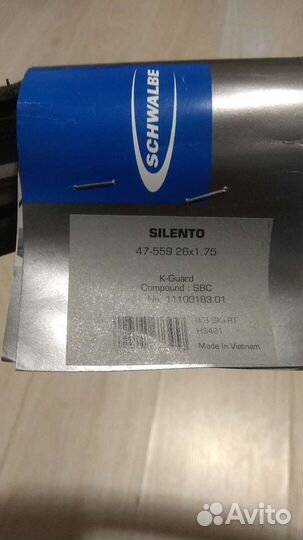 SCHWALBE
SILENTO
47-559 26x1.75
K-Guard
Compound : SBC
No. 11100183.01
HS421
Made in Vietnam
Avito